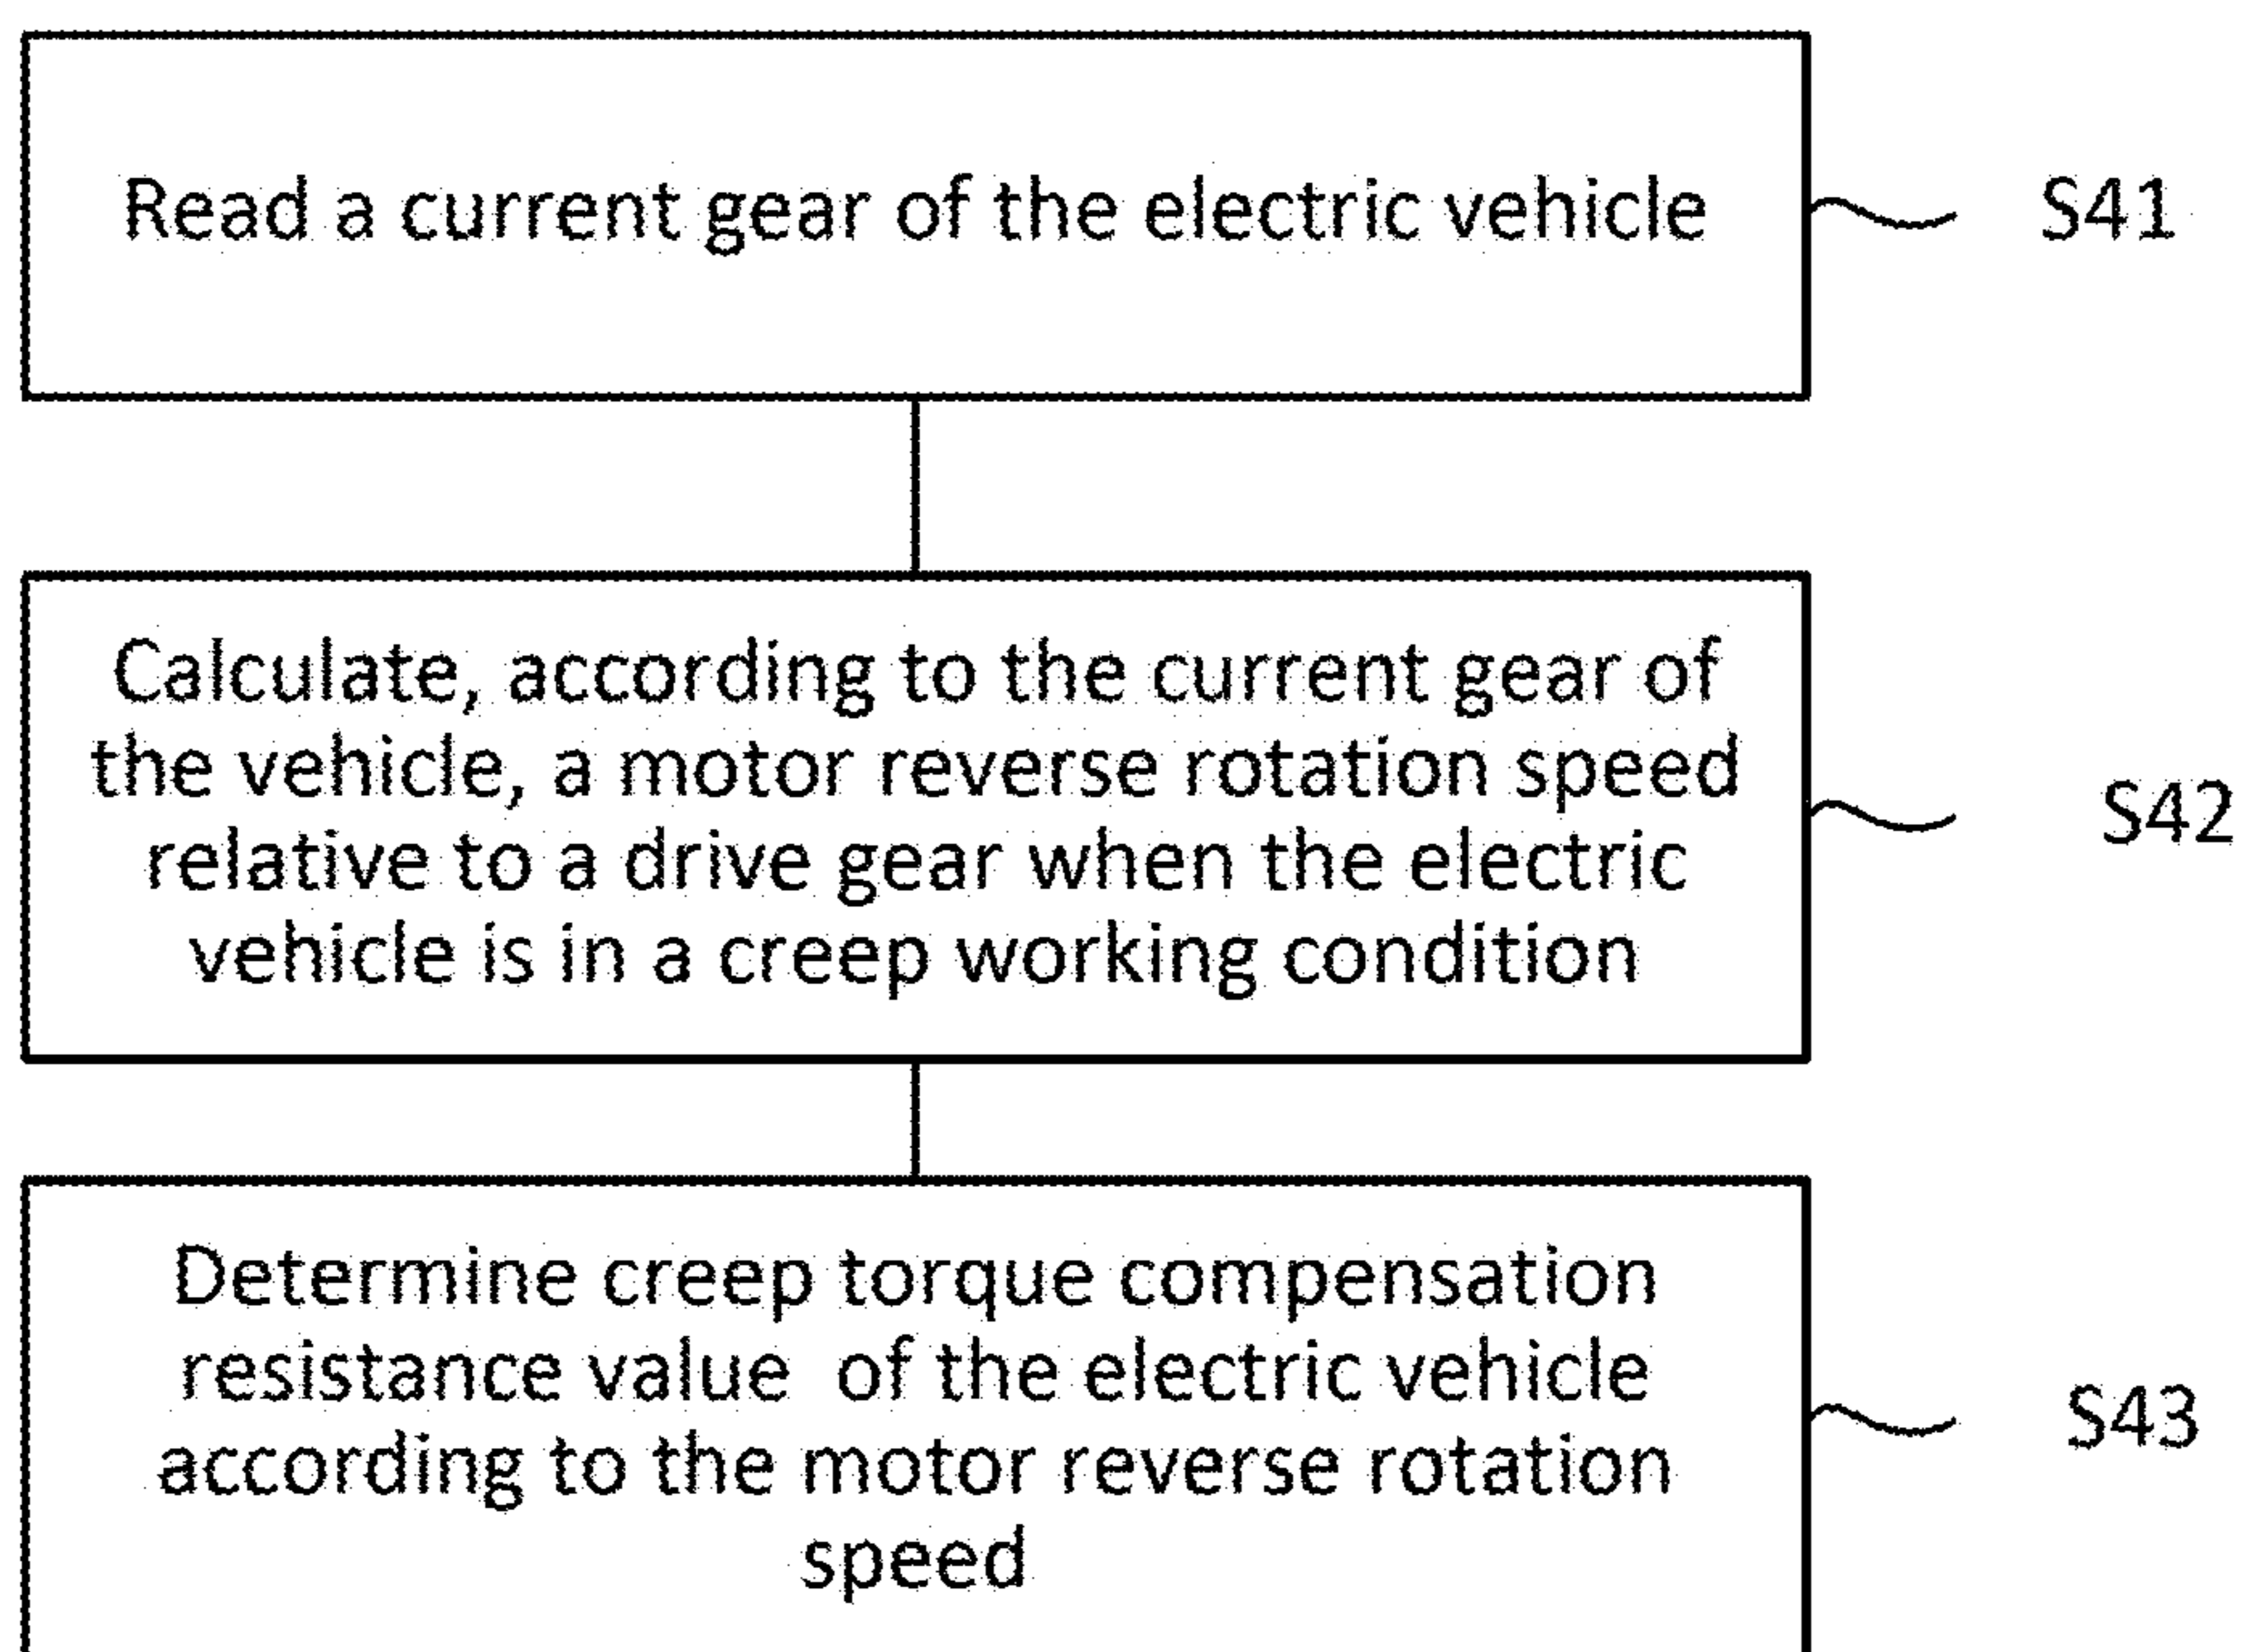 Read a current gear of the electric vehicle
S41
Calculate, according to the current gear of
the vehicle, a motor reverse rotation speed
relative to a drive gear when the electric
vehicle is in a creep working condition
S42
Determine creep torque compensation
resistance value  of the electric vehicle
according to the motor reverse rotation
speed
S43